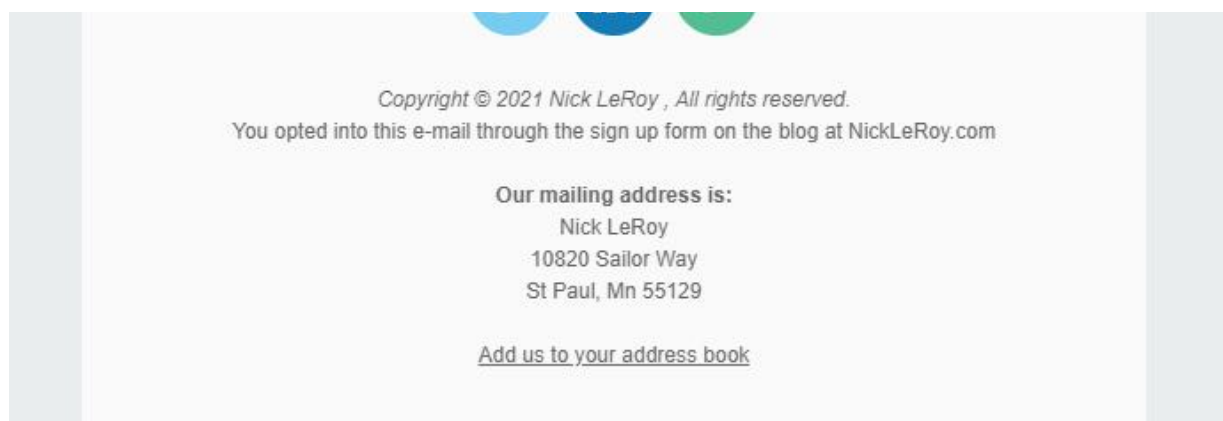 Copyright © 2021 Nick LeRoy , All rights reserved.
You opted into this e-mail through the sign up form on the blog at NickLeRoy.com
Our mailing address is:
Nick LeRoy
10820 Sailor Way
St Paul, Mn 55129
Add us to your address book